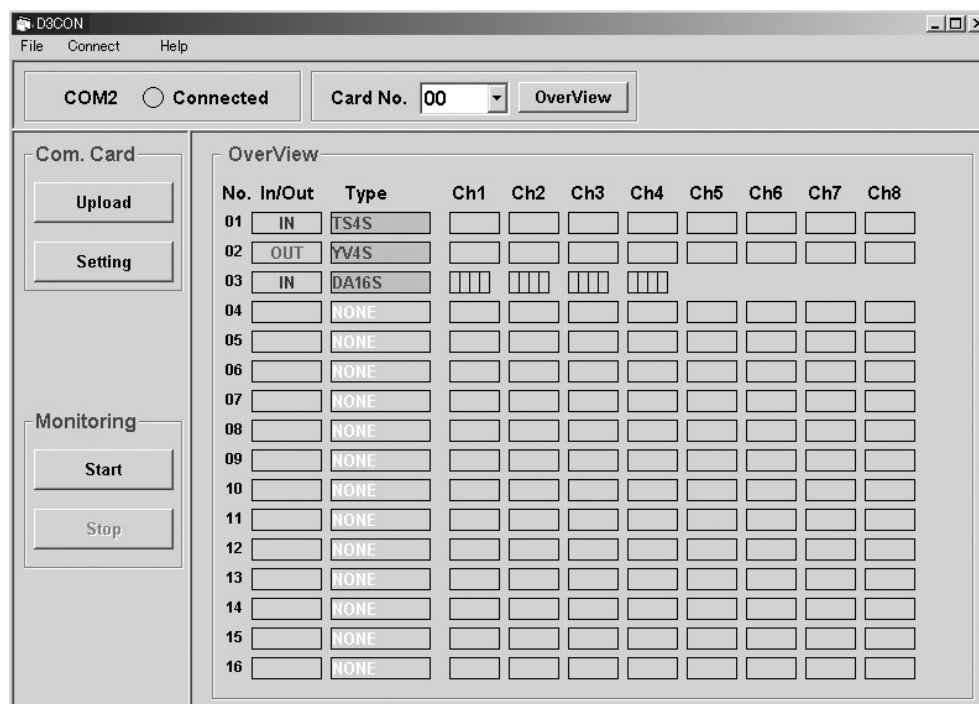 D3CON
File Connect Help
COM2 Connected Card No. 00 OverView
Com. Card
Upload
Setting
Monitoring
Start
Stop
OverView
No. In/Out Type Ch1 Ch2 Ch3 Ch4 Ch5 Ch6 Ch7 Ch8
01 IN TS4S
02 OUT YV4S
03 IN DA16S
04 NONE
05 NONE
06 NONE
07 NONE
08 NONE
09 NONE
10 NONE
11 NONE
12 NONE
13 NONE
14 NONE
15 NONE
16 NONE